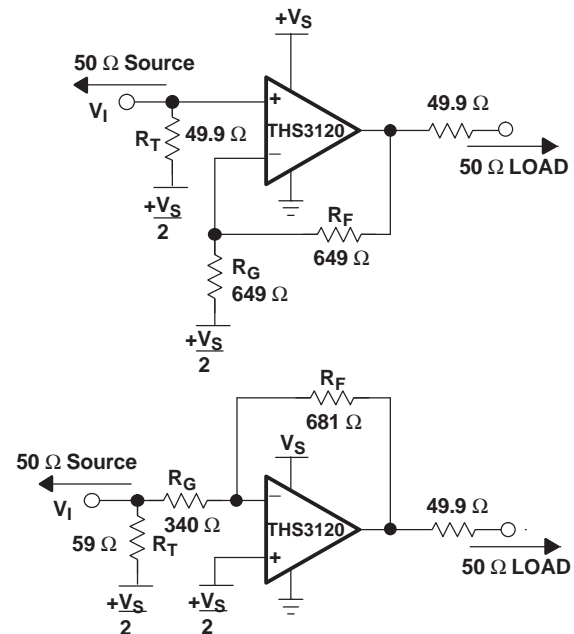 +VS
50 Ω Source
VI
+
THS3120
−
RT
49.9 Ω
49.9 Ω
50 Ω LOAD
+VS
2
RF
649 Ω
RG
649 Ω
+VS
2
RF
681 Ω
50 Ω Source
VS
RG
VI
340 Ω
−
THS3120
+
49.9 Ω
59 Ω
RT
50 Ω LOAD
+VS
2
+VS
2